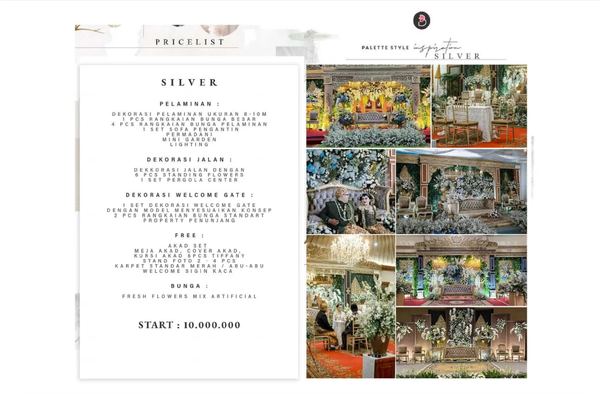 PRICELIST
PALETTE STYLE inspiration
SILVER
SILVER
PELAMINAN :
DEKORASI PELAMINAN UKURAN 8-10M
1 PCS RANGKAIAN BUNGA BESAR
4 PCS RANGKAIAN BUNGA PELAMINAN
1 SET SOFA PENGANTIN
PERMADANI
MINI GARDEN
LIGHTING
DEKORASI JALAN :
DEKKORASI JALAN DENGAN
6 PCS STANDING FLOWERS
1 SET PERGOLA CENTER
DEKORASI WELCOME GATE :
1 SET DEKORASI WELCOME GATE
DENGAN MODEL MENYESUAIKAN KONSEP
2 PCS RANGKAIAN BUNGA STANDART
PROPERTY PENUNJANG
FREE :
AKAD SET
MEJA AKAD, COVER AKAD,
KURSI AKAD 6PCS TIFFANY
STAND FOTO 2 - 4 PCS
KARPET STANDAR MERAH / ABU-ABU
WELCOME SIGIN KACA
BUNGA :
FRESH FLOWERS MIX ARTIFICIAL
START : 10.000.000